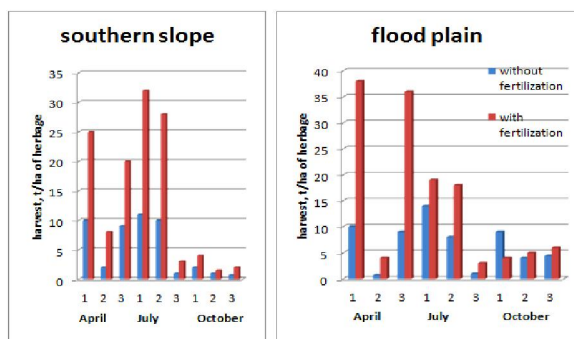 southern slope
harvest, t/ha of herbage
35
30
25
20
15
10
5
0
1 2 3 1 2 3 1 2 3
April July October
flood plain
without fertilization
with fertilization
harvest, t/ha of herbage
40
35
30
25
20
15
10
5
0
1 2 3 1 2 3 1 2 3
April July October